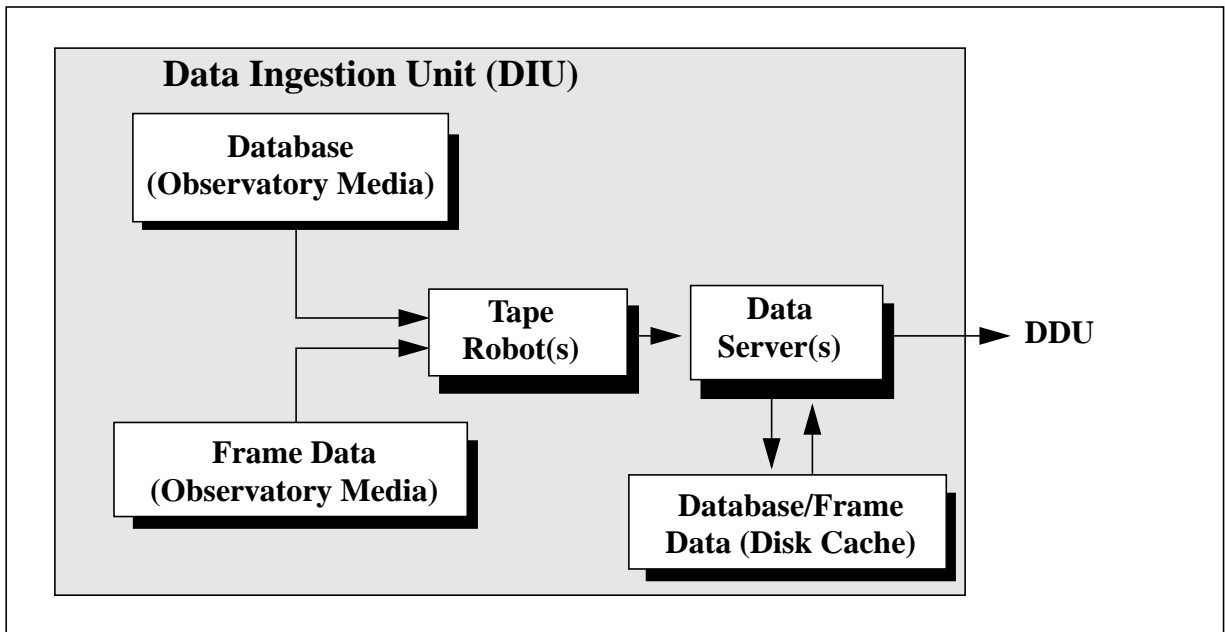 Data Ingestion Unit (DIU)
Database
(Observatory Media)
Tape
Robot(s)
Data
Server(s)
DDU
Frame Data
(Observatory Media)
Database/Frame
Data (Disk Cache)